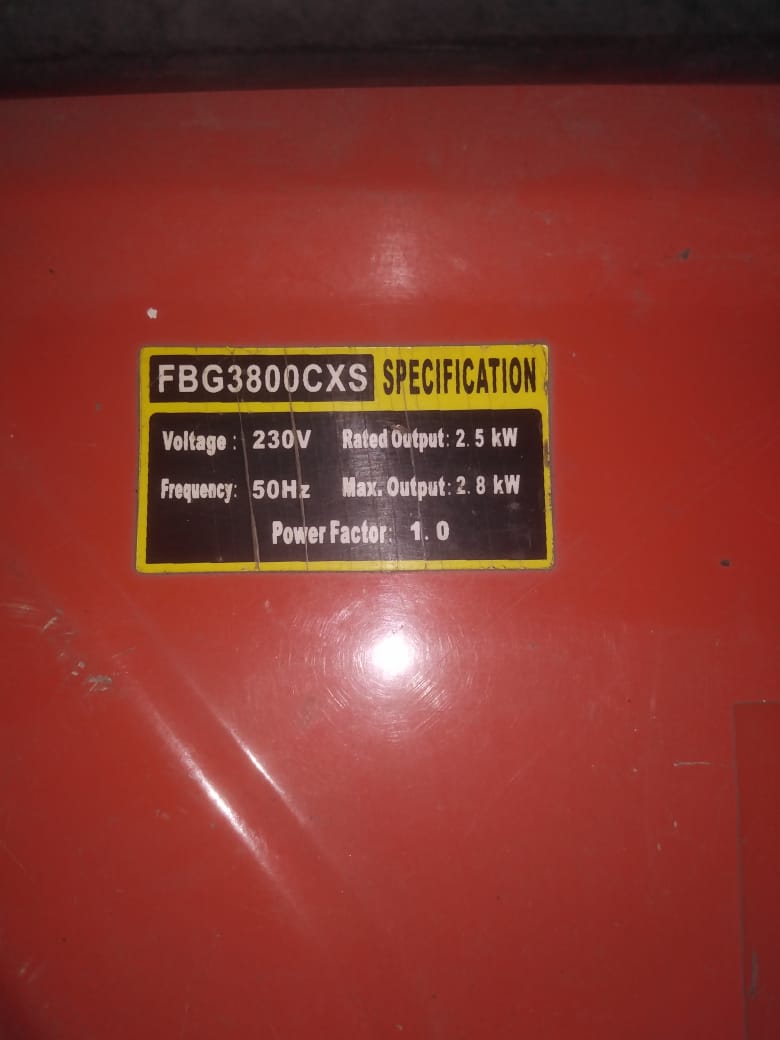 FBG3800CXS SPECIFICATION
Voltage: 230V Rated Output: 2.5 kW
Frequency: 50Hz Max. Output: 2.8 kW
Power Factor: 1.0